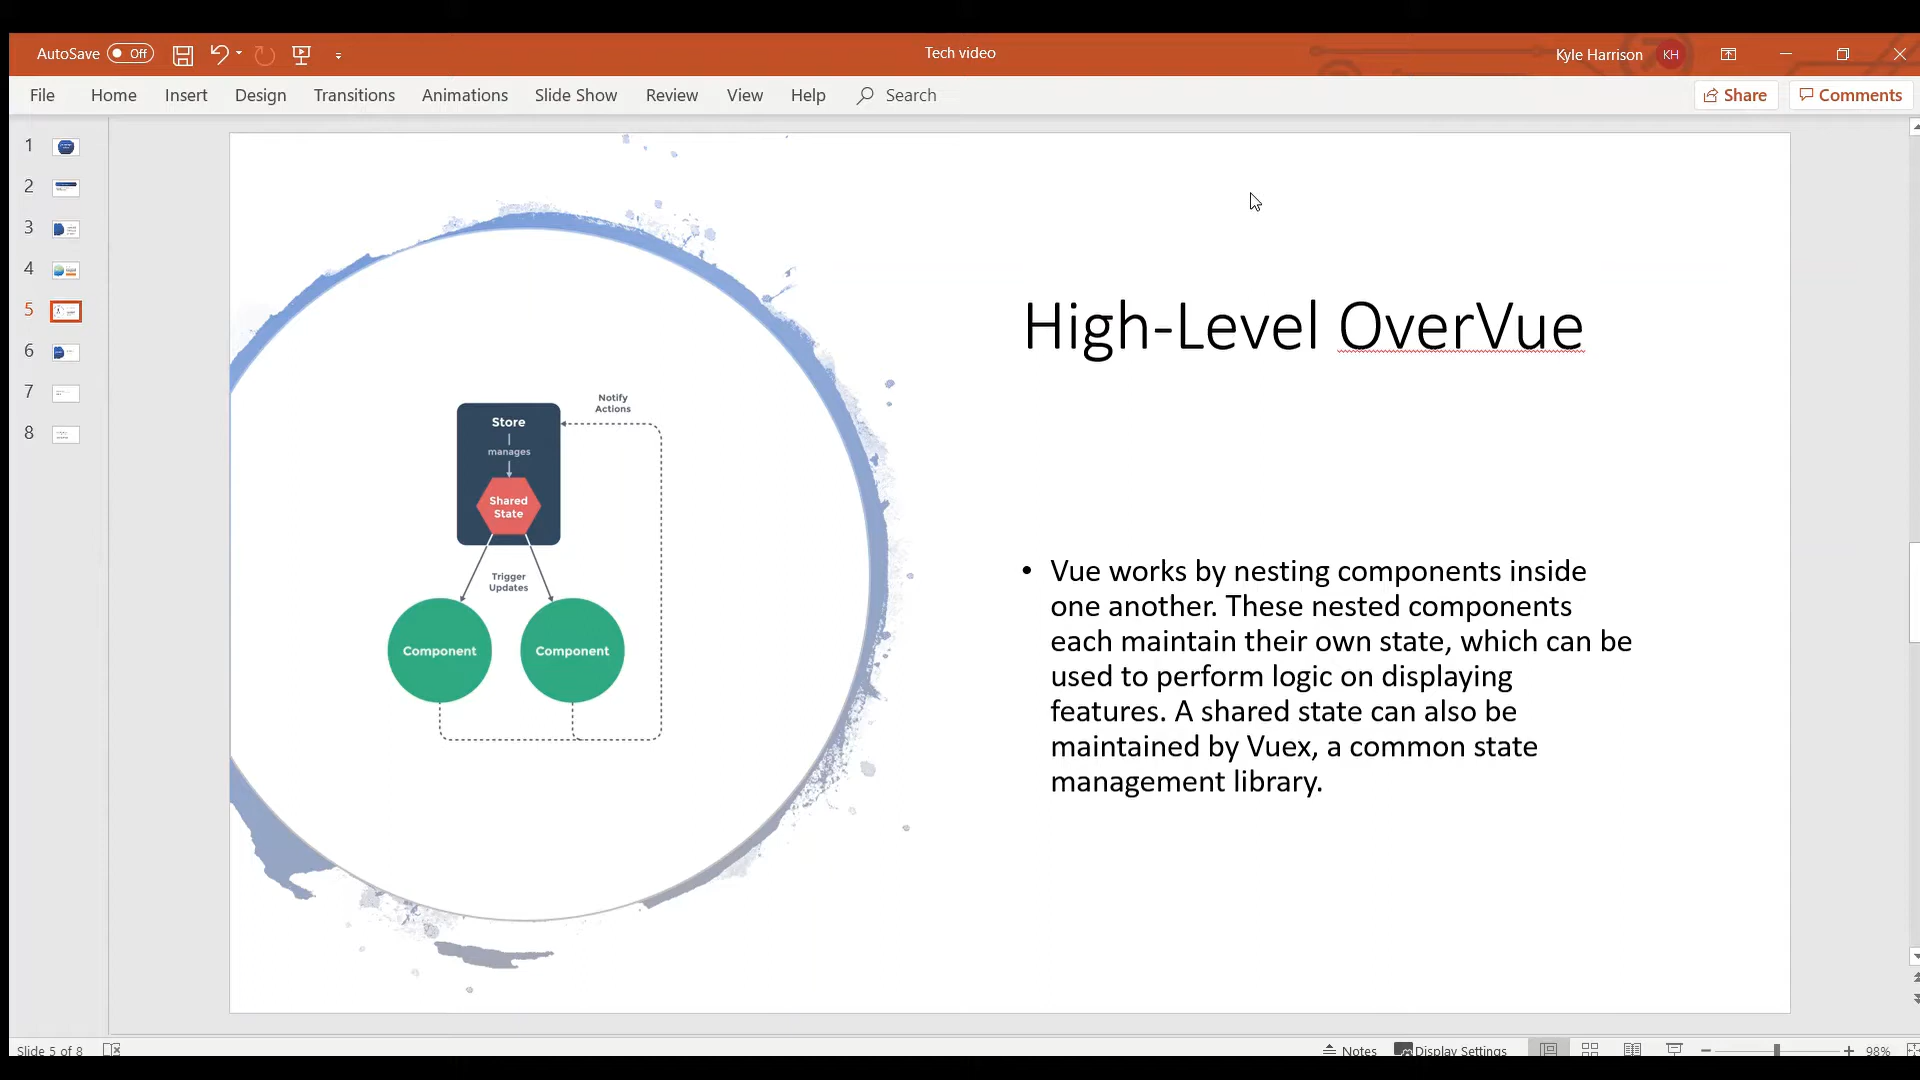 AutoSave Off
Tech video
Kyle Harrison KH
File Home Insert Design Transitions Animations Slide Show Review View Help Search
Share Comments
1
2
3
4
5
6
7
8
High-Level OverVue
Notify
Actions
Store
manages
Shared
State
Trigger
Updates
Component Component
• Vue works by nesting components inside
one another. These nested components
each maintain their own state, which can be
used to perform logic on displaying
features. A shared state can also be
maintained by Vuex, a common state
management library.
Slide 5 of 8
Notes Display Settings 98%